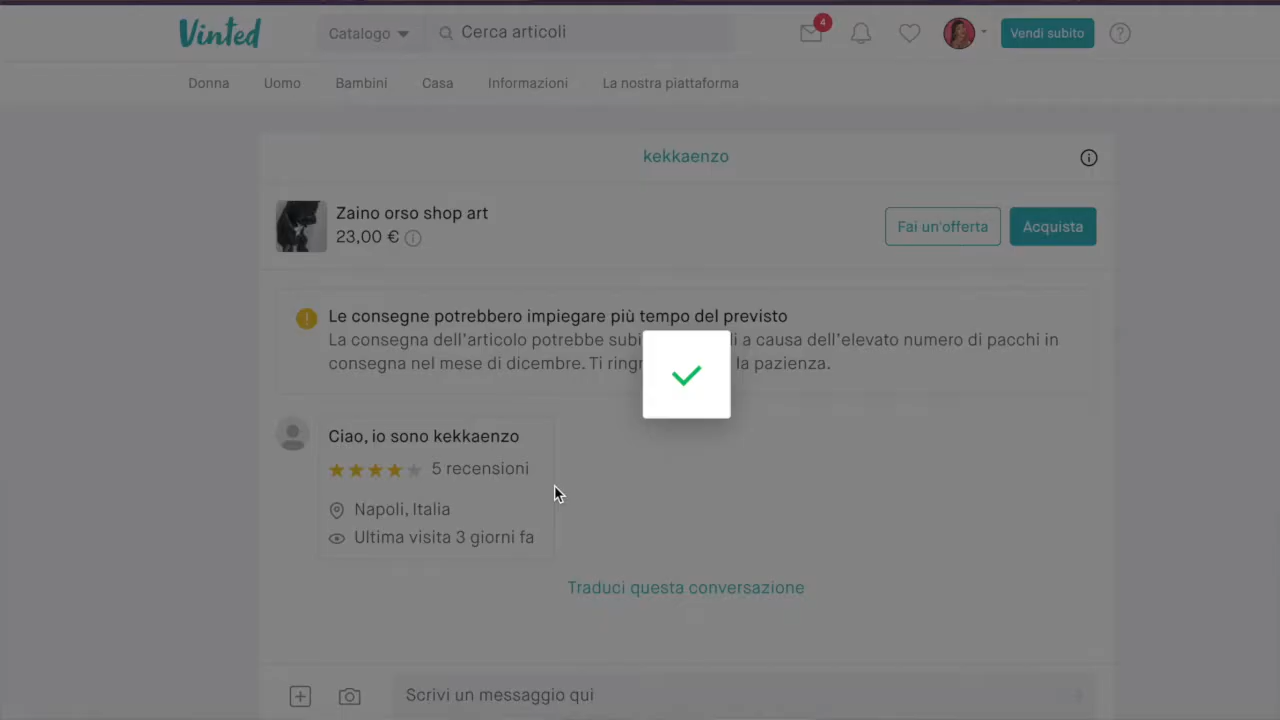 Vinted
Catalogo
Cerca articoli
4
Vendi subito
?
Donna
Uomo
Bambini
Casa
Informazioni
La nostra piattaforma
kekkaenzo
Zaino orso shop art
23,00 €
Fai un'offerta
Acquista
Le consegne potrebbero impiegare più tempo del previsto
La consegna dell'articolo potrebbe subi i a causa dell'elevato numero di pacchi in
consegna nel mese di dicembre. Ti ringr la pazienza.
Ciao, io sono kekkaenzo
5 recensioni
Napoli, Italia
Ultima visita 3 giorni fa
Traduci questa conversazione
Scrivi un messaggio qui